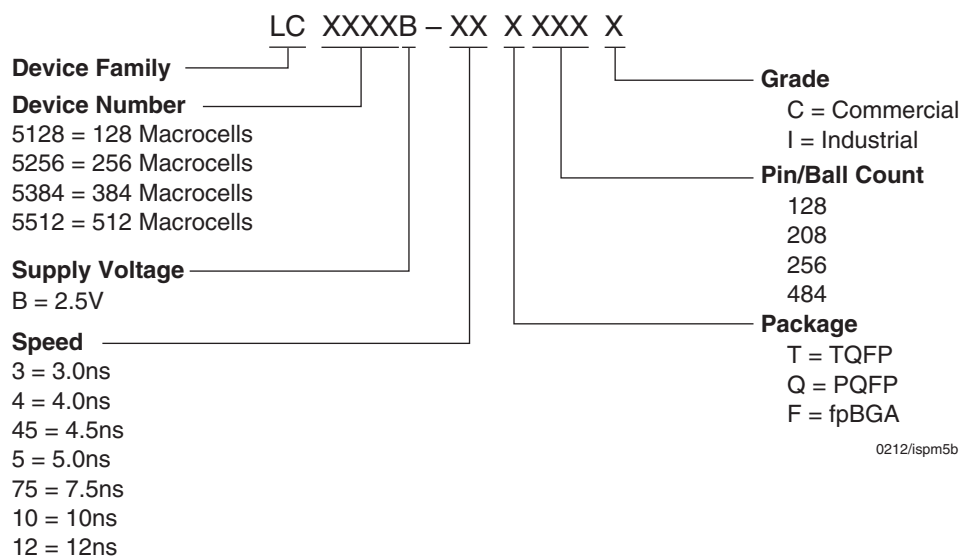 LC XXXXB – XX X XXX X
Device Family
Device Number
5128 = 128 Macrocells
5256 = 256 Macrocells
5384 = 384 Macrocells
5512 = 512 Macrocells
Supply Voltage
B = 2.5V
Speed
3 = 3.0ns
4 = 4.0ns
45 = 4.5ns
5 = 5.0ns
75 = 7.5ns
10 = 10ns
12 = 12ns
Grade
C = Commercial
I = Industrial
Pin/Ball Count
128
208
256
484
Package
T = TQFP
Q = PQFP
F = fpBGA
0212/ispm5b